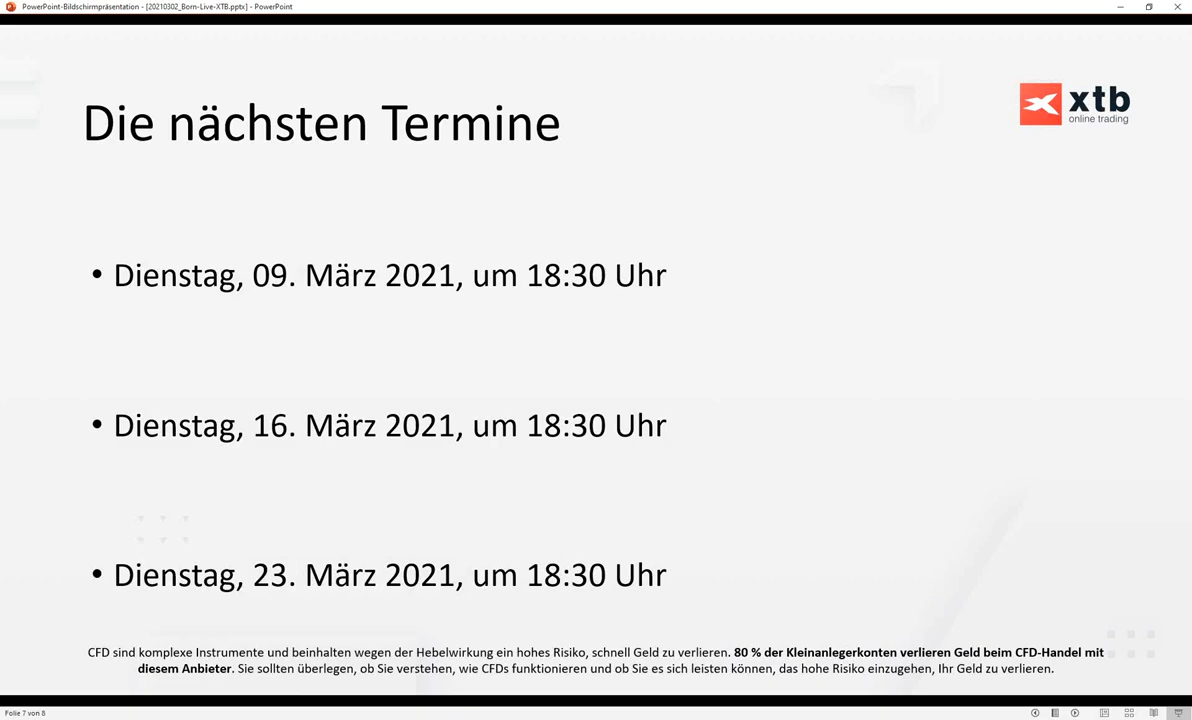 PowerPoint-Bildschirmpräsentation - [20210302_Born-Live-XTB.pptx] - PowerPoint
Die nächsten Termine
xtb
online trading
• Dienstag, 09. März 2021, um 18:30 Uhr
• Dienstag, 16. März 2021, um 18:30 Uhr
• Dienstag, 23. März 2021, um 18:30 Uhr
CFD sind komplexe Instrumente und beinhalten wegen der Hebelwirkung ein hohes Risiko, schnell Geld zu verlieren. 80 % der Kleinanlegerkonten verlieren Geld beim CFD-Handel mit
diesem Anbieter. Sie sollten überlegen, ob Sie verstehen, wie CFDs funktionieren und ob Sie es sich leisten können, das hohe Risiko einzugehen, Ihr Geld zu verlieren.
Folie 7 von 8